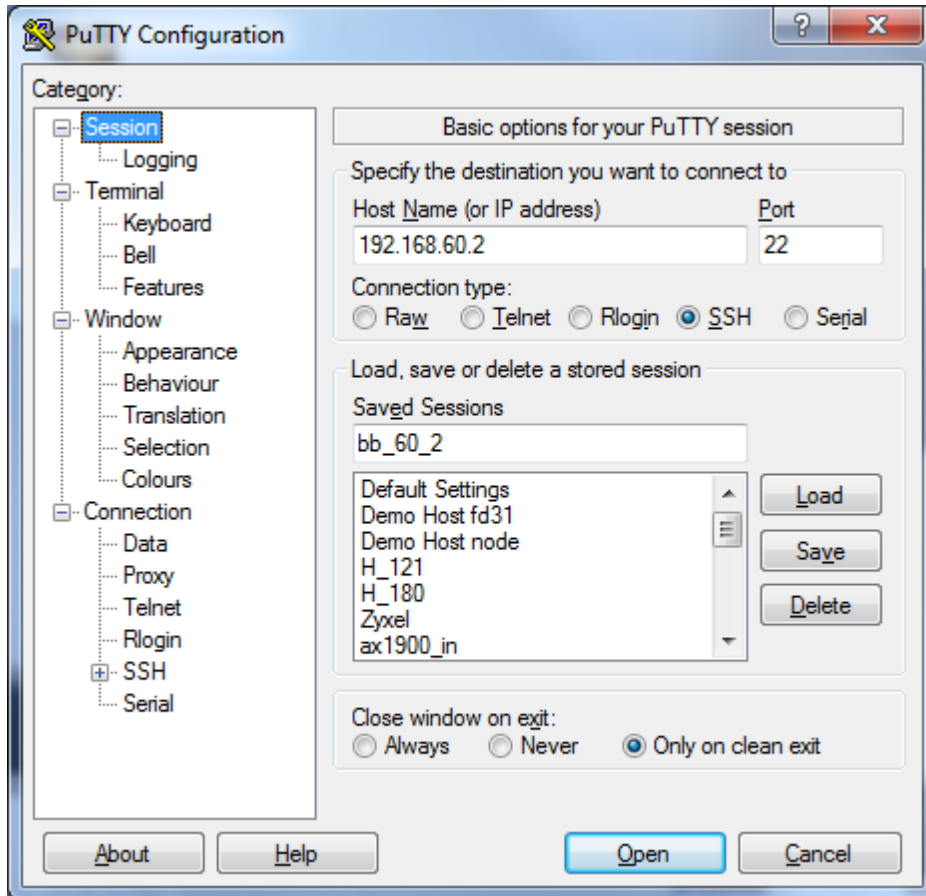 PuTTY Configuration
Category:
Session
Logging
Terminal
Keyboard
Bell
Features
Window
Appearance
Behaviour
Translation
Selection
Colours
Connection
Data
Proxy
Telnet
Rlogin
SSH
Serial
Basic options for your PuTTY session
Specify the destination you want to connect to
Host Name (or IP address) Port
192.168.60.2 22
Connection type:
Raw Telnet Rlogin SSH Serial
Load, save or delete a stored session
Saved Sessions
bb_60_2
Default Settings
Demo Host fd31
Demo Host node
H_121
H_180
Zyxel
ax1900_in
Load
Save
Delete
Close window on exit:
Always Never Only on clean exit
About Help Open Cancel